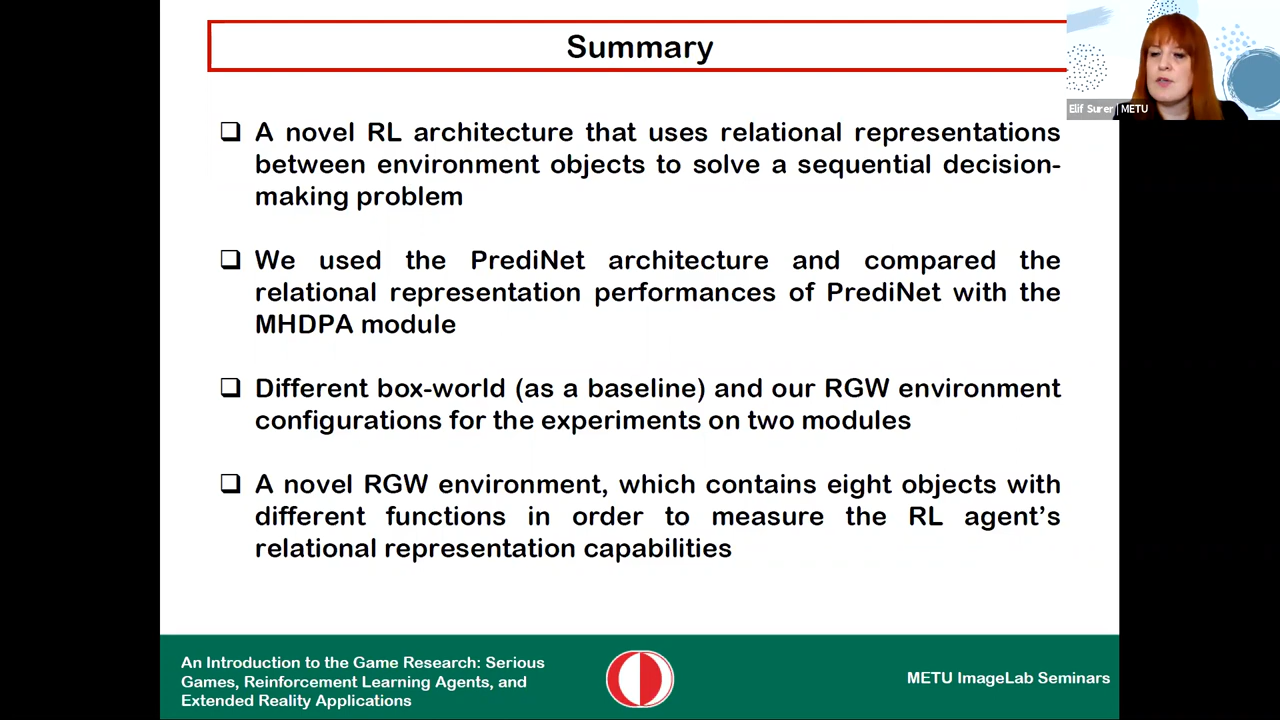 Summary
Elif Surer | METU
A novel RL architecture that uses relational representations
between environment objects to solve a sequential decision-
making problem
We used the PrediNet architecture and compared the
relational representation performances of PrediNet with the
MHDPA module
Different box-world (as a baseline) and our RGW environment
configurations for the experiments on two modules
A novel RGW environment, which contains eight objects with
different functions in order to measure the RL agent’s
relational representation capabilities
An Introduction to the Game Research: Serious
Games, Reinforcement Learning Agents, and
Extended Reality Applications
METU ImageLab Seminars